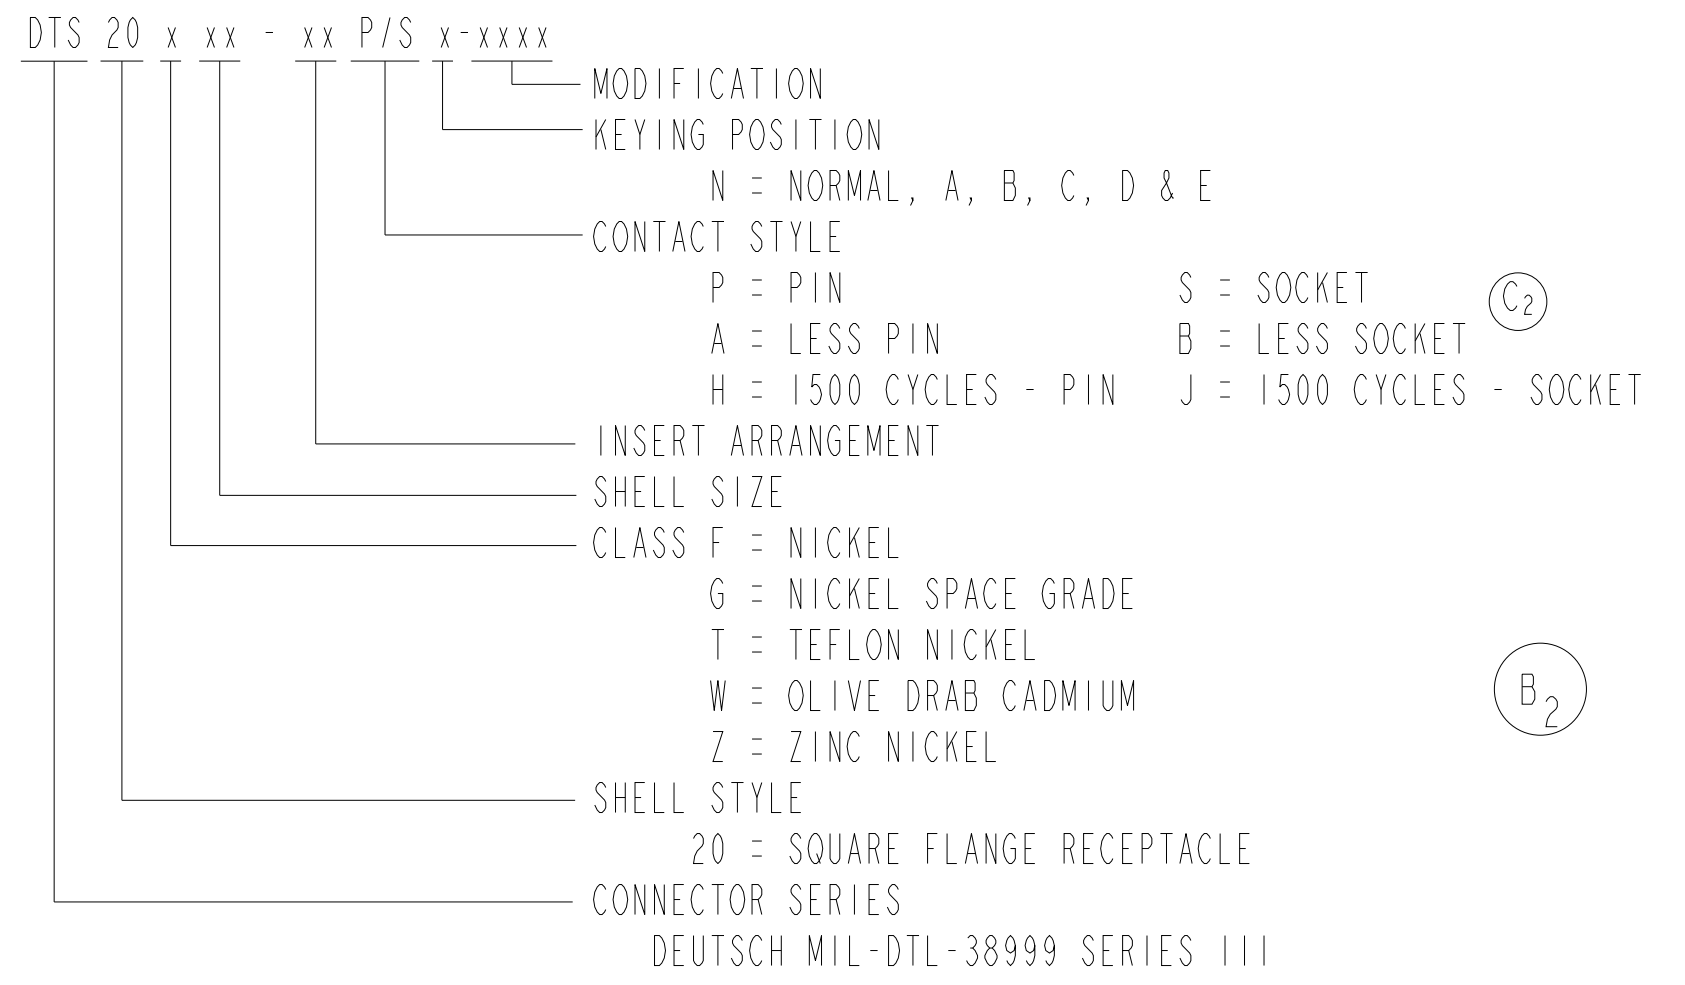 DTS 20 x xx - xx P/S x-xxxx
MODIFICATION
KEYING POSITION
N = NORMAL, A, B, C, D & E
CONTACT STYLE
P = PIN S = SOCKET
C2
A = LESS PIN B = LESS SOCKET
H = 1500 CYCLES - PIN J = 1500 CYCLES - SOCKET
INSERT ARRANGEMENT
SHELL SIZE
CLASS F = NICKEL
G = NICKEL SPACE GRADE
T = TEFLON NICKEL
W = OLIVE DRAB CADMIUM
B2
Z = ZINC NICKEL
SHELL STYLE
20 = SQUARE FLANGE RECEPTACLE
CONNECTOR SERIES
DEUTSCH MIL-DTL-38999 SERIES III